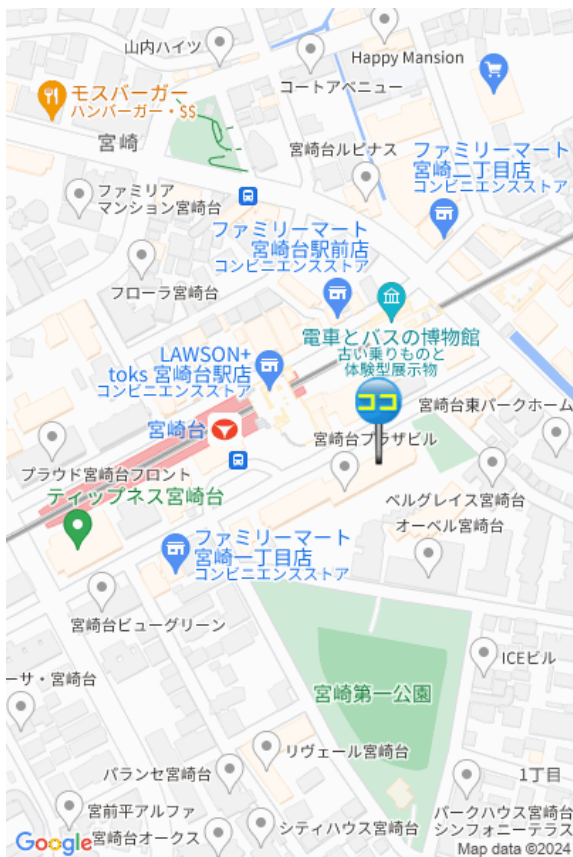 山内ハイツ
Happy Mansion
モスバーガー
ハンバーガー・$$
コートアベニュー
宮崎
宮崎台ルピナス
ファミリーマート
宮崎二丁目店
コンビニエンスストア
ファミリア
マンション宮崎台
ファミリーマート
宮崎台駅前店
コンビニエンスストア
フローラ宮崎台
電車とバスの博物館
古い乗りものと
体験型展示物
LAWSON+
toks 宮崎台駅店
コンビニエンスストア
ココ
宮崎台東パークホーム
宮崎台
宮崎台プラザビル
プラウド宮崎台フロント
ティップネス宮崎台
ベルグレイス宮崎台
オーベル宮崎台
ファミリーマート
宮崎一丁目店
コンビニエンスストア
宮崎台ビューグリーン
ICEビル
ーサ・宮崎台
宮崎第一公園
リヴェール宮崎台
バランセ宮崎台
1丁目
宮前平アルファ
パークハウス宮崎台
シンフォニーテラス
宮崎台オークス
シティハウス宮崎台
Google
Map data ©2024